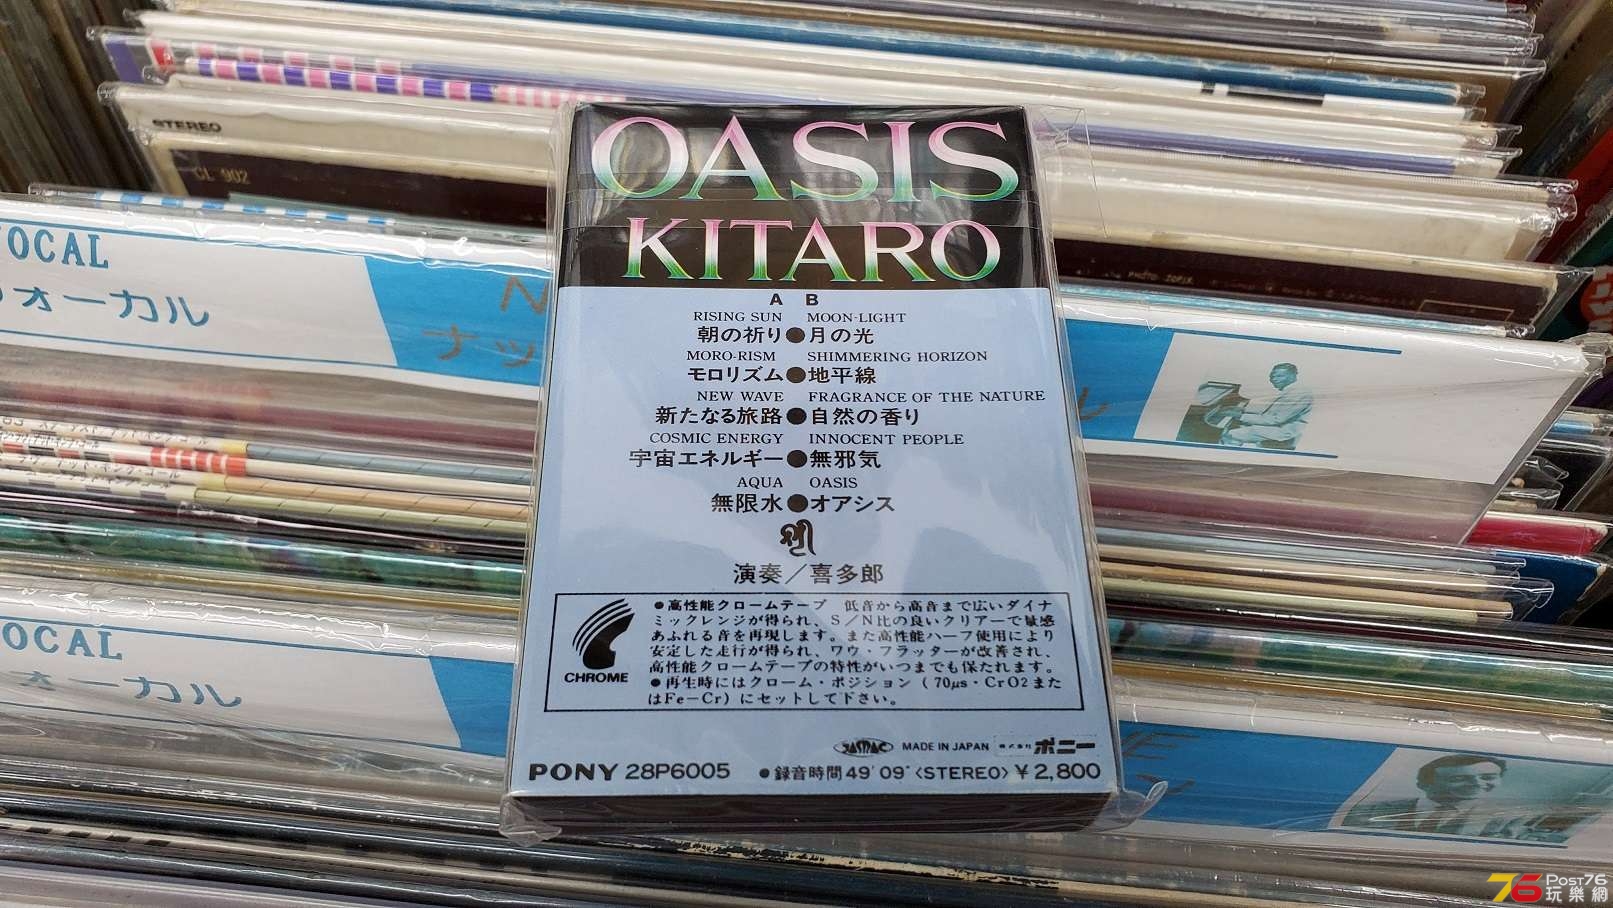 STEREO
CL 902
VOCAL
ヴォーカル
ナッ
OASIS
KITARO
A B
RISING SUN MOON-LIGHT
朝の祈り●月の光
MORO-RISM SHIMMERING HORIZON
モロリズム●地平線
NEW WAVE FRAGRANCE OF THE NATURE
新たなる旅路●自然の香り
COSMIC ENERGY INNOCENT PEOPLE
宇宙エネルギー●無邪気
AQUA OASIS
無限水●オアシス
演奏／喜多郎
CHROME
●高性能クロームテープ 低音から高音まで広いダイナ
ミックレンジが得られ、S／N比の良いクリアーで敏感
あふれる音を再現します。また高性能ハーフ使用により
安定した走行が得られ、ワウ・フラッターが改善され、
高性能クロームテープの特性がいつまでも保たれます。
●再生時にはクローム・ポジション（70μs・CrO2また
はFe－Cr）にセットして下さい。
JASRAC MADE IN JAPAN 株式会社 ポニー
PONY 28P6005 ●録音時間49'09"〈STEREO〉¥2,800
VOCAL
ォーカル
76 Post76
玩樂網